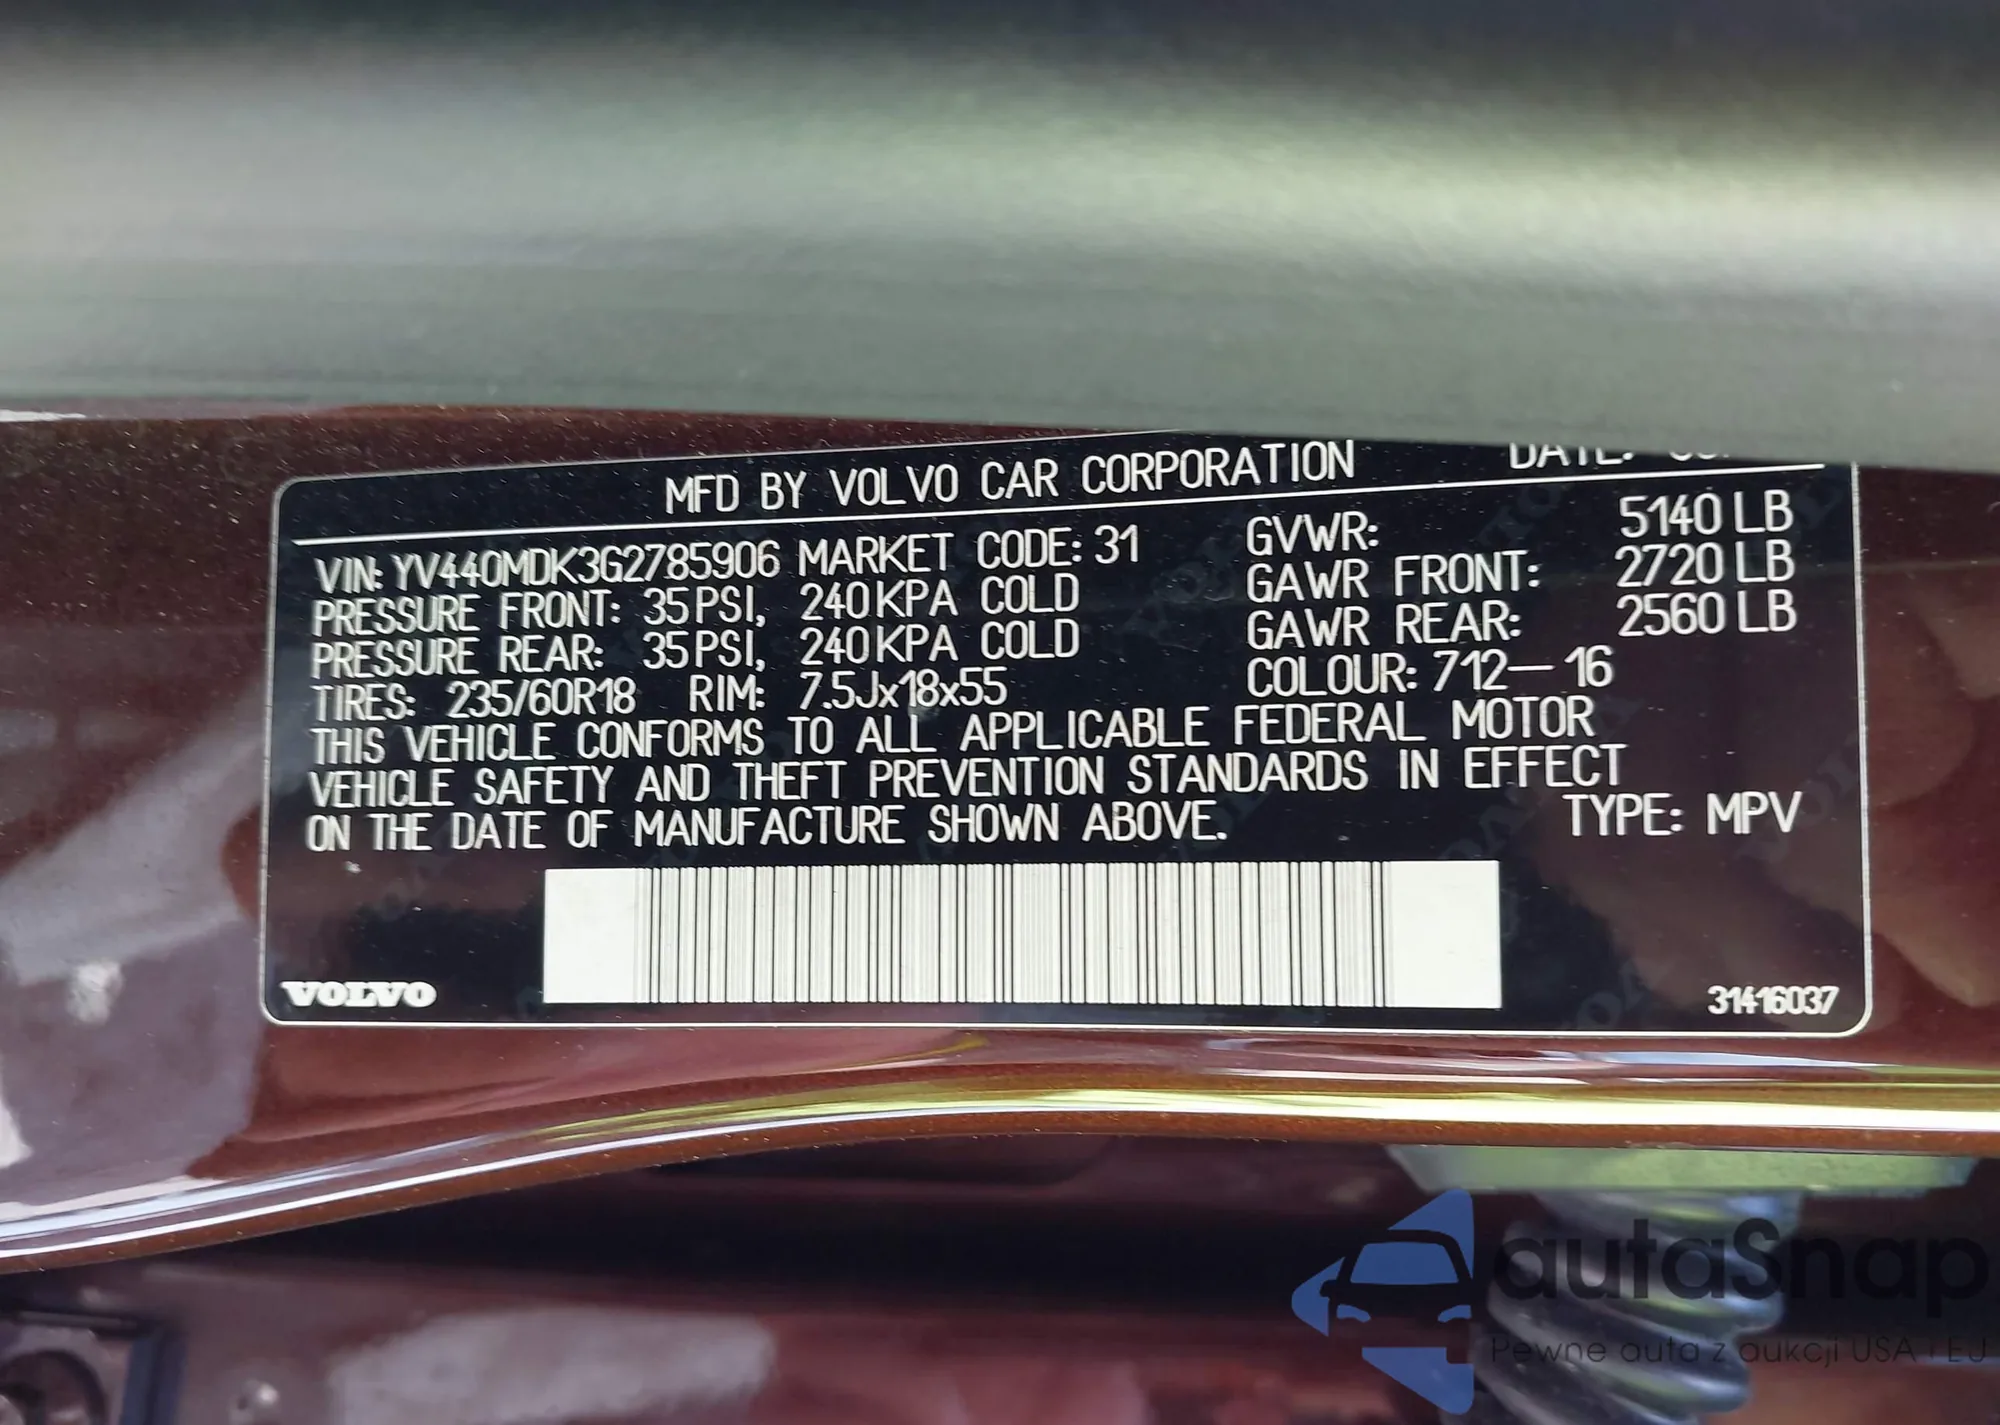 MFD BY VOLVO CAR CORPORATION DATE:
VIN: YV440MDK3G2785906 MARKET CODE: 31 GVWR: 5140 LB
PRESSURE FRONT: 35 PSI, 240 KPA COLD GAWR FRONT: 2720 LB
PRESSURE REAR: 35 PSI, 240 KPA COLD GAWR REAR: 2560 LB
TIRES: 235/60R18 RIM: 7.5Jx18x55 COLOUR: 712-16
THIS VEHICLE CONFORMS TO ALL APPLICABLE FEDERAL MOTOR
VEHICLE SAFETY AND THEFT PREVENTION STANDARDS IN EFFECT
ON THE DATE OF MANUFACTURE SHOWN ABOVE. TYPE: MPV
VOLVO 31416037
autaSnap
Pewne auta z aukcji USA i EU